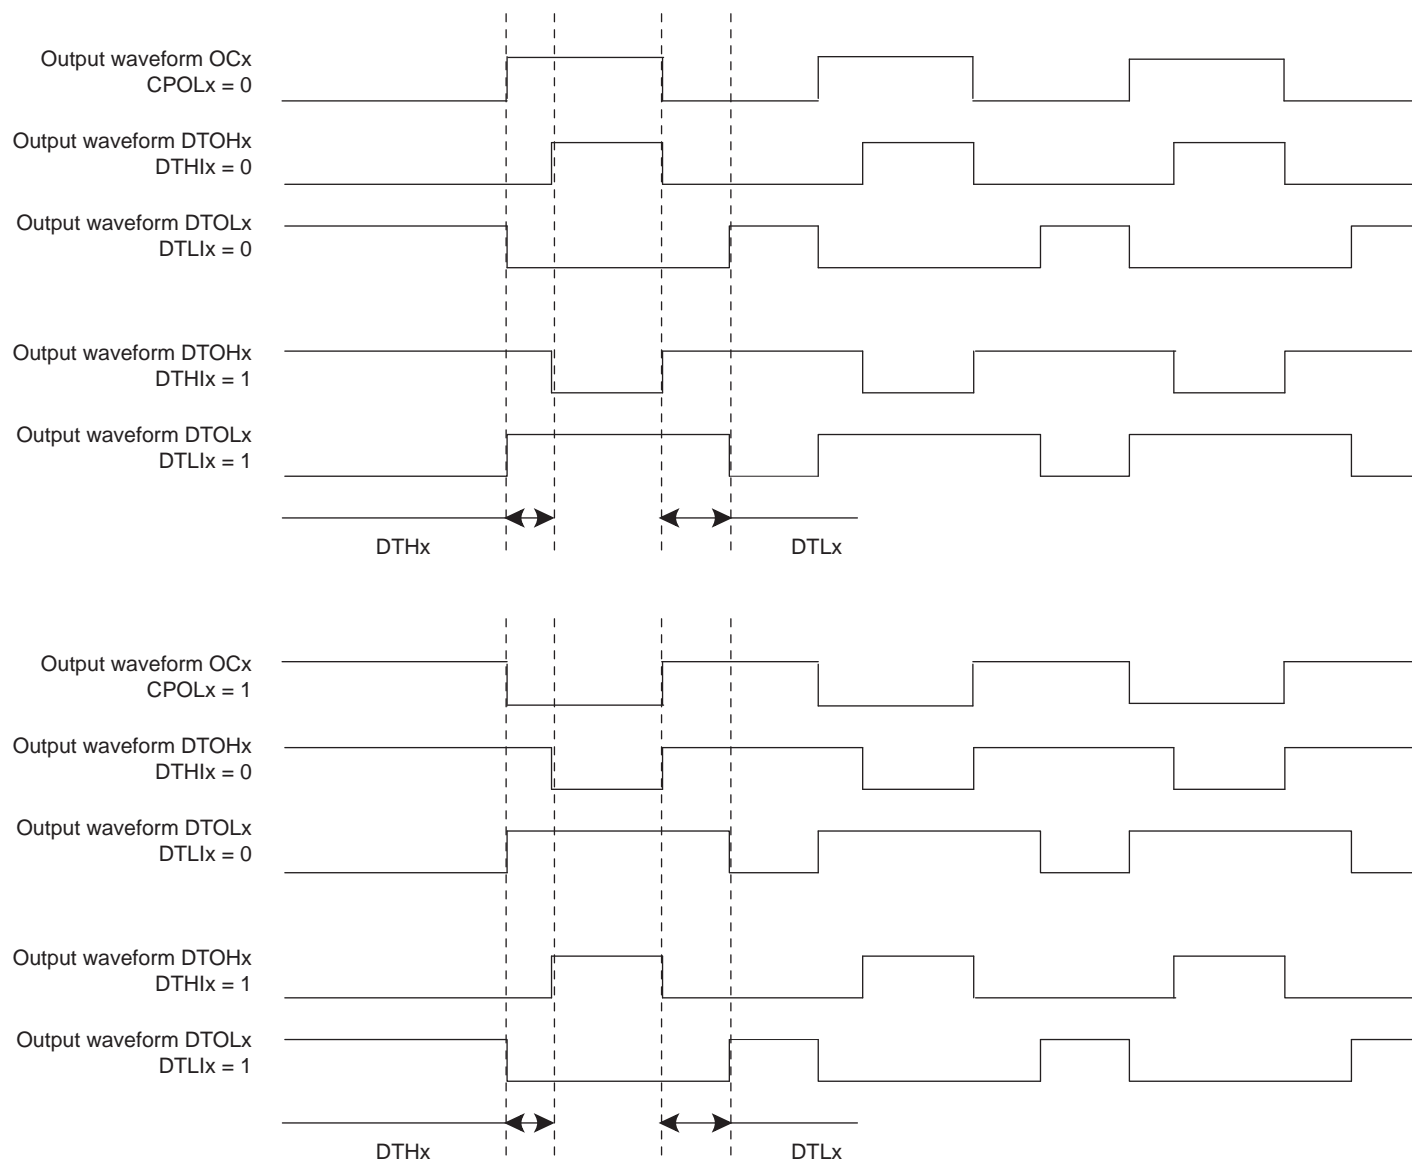 Output waveform OCx
CPOLx = 0
Output waveform DTOHx
DTHIx = 0
Output waveform DTOLx
DTLIx = 0
Output waveform DTOHx
DTHIx = 1
Output waveform DTOLx
DTLIx = 1
DTHx
DTLx
Output waveform OCx
CPOLx = 1
Output waveform DTOHx
DTHIx = 0
Output waveform DTOLx
DTLIx = 0
Output waveform DTOHx
DTHIx = 1
Output waveform DTOLx
DTLIx = 1
DTHx
DTLx